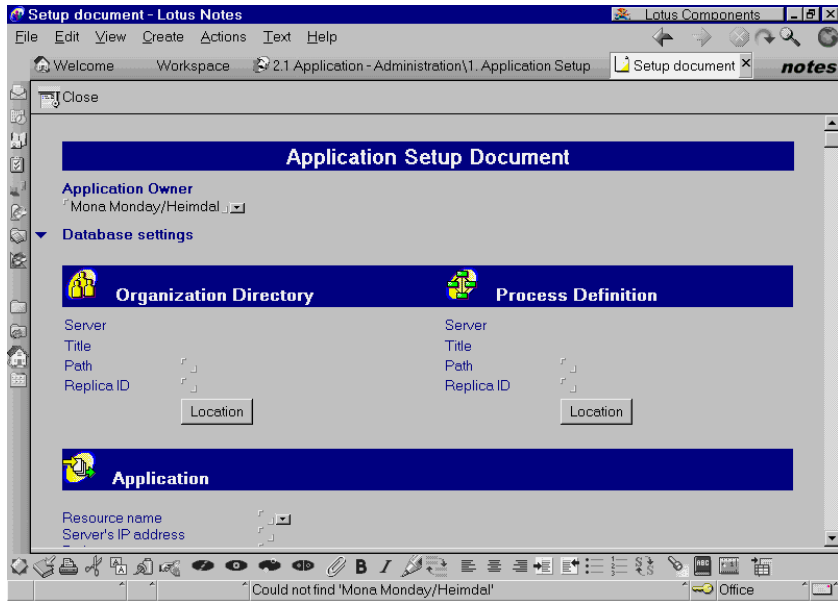 Setup document - Lotus Notes
Lotus Components
File Edit View Create Actions Text Help
Welcome
Workspace
2.1 Application - Administration\1. Application Setup
Setup document
notes
Close
Application Setup Document
Application Owner
Mona Monday/Heimdal
Database settings
Organization Directory
Process Definition
Server
Server
Title
Title
Path
Path
Replica ID
Replica ID
Location
Location
Application
Resource name
Server's IP address
B I
Could not find 'Mona Monday/Heimdal'
Office